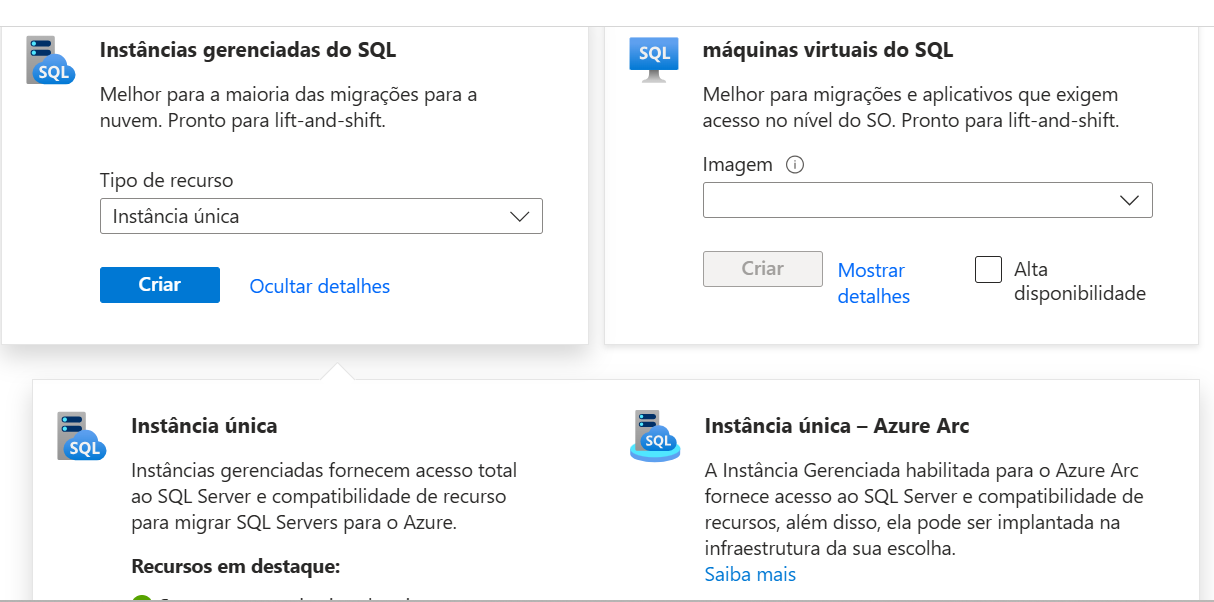 SQL
Instâncias gerenciadas do SQL
Melhor para a maioria das migrações para a
nuvem. Pronto para lift-and-shift.
Tipo de recurso
Instância única
Criar
Ocultar detalhes
SQL
máquinas virtuais do SQL
Melhor para migrações e aplicativos que exigem
acesso no nível do SO. Pronto para lift-and-shift.
Imagem
Criar
Mostrar
detalhes
Alta
disponibilidade
SQL
Instância única
Instâncias gerenciadas fornecem acesso total
ao SQL Server e compatibilidade de recurso
para migrar SQL Servers para o Azure.
Recursos em destaque:
SQL
Instância única – Azure Arc
A Instância Gerenciada habilitada para o Azure Arc
fornece acesso ao SQL Server e compatibilidade de
recursos, além disso, ela pode ser implantada na
infraestrutura da sua escolha.
Saiba mais